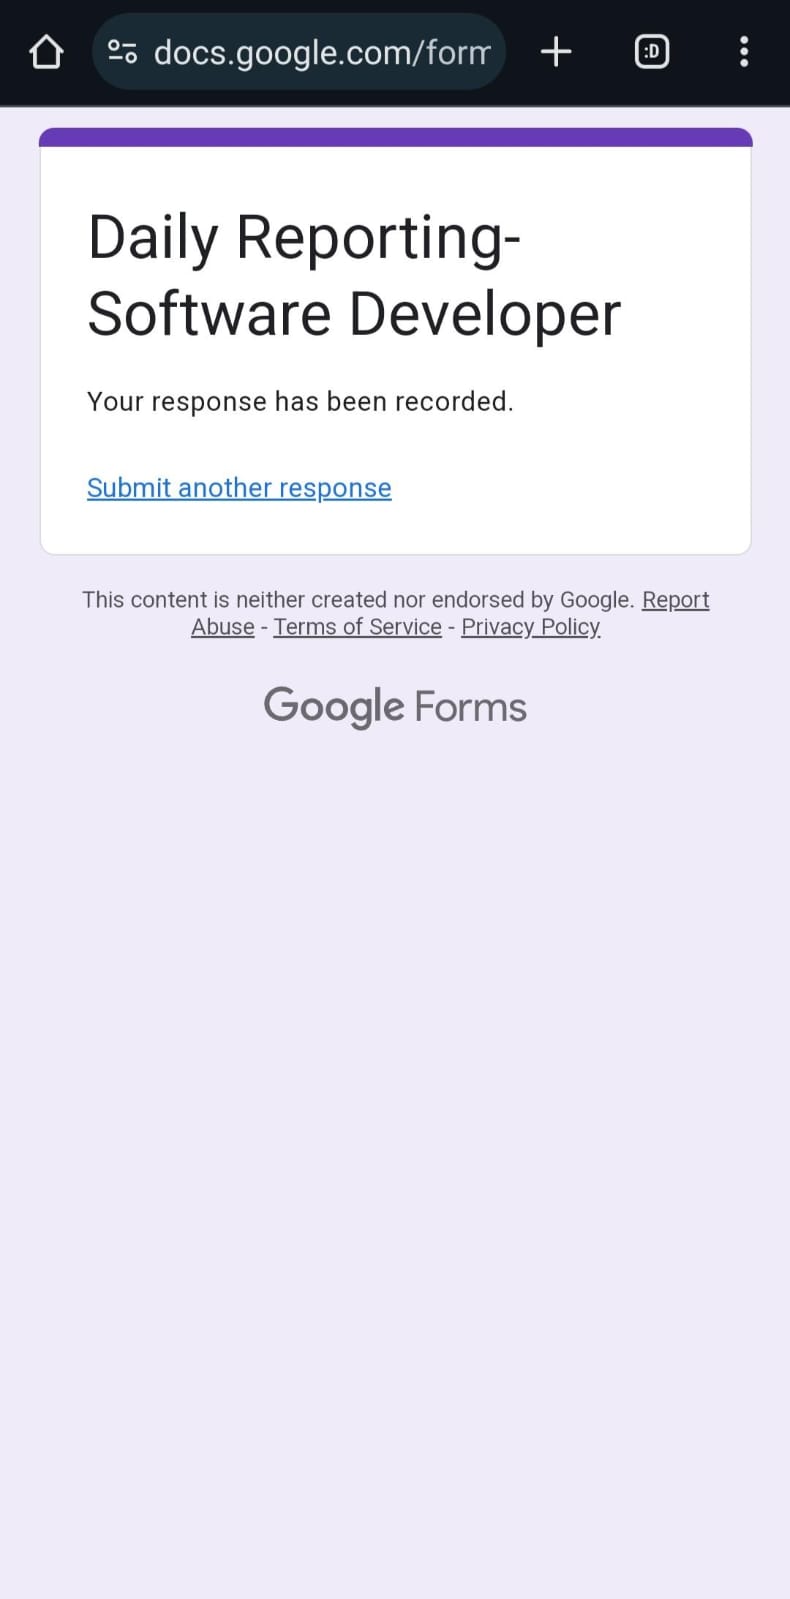 docs.google.com/form
:D
Daily Reporting-
Software Developer
Your response has been recorded.
Submit another response
This content is neither created nor endorsed by Google. Report
Abuse - Terms of Service - Privacy Policy
Google Forms